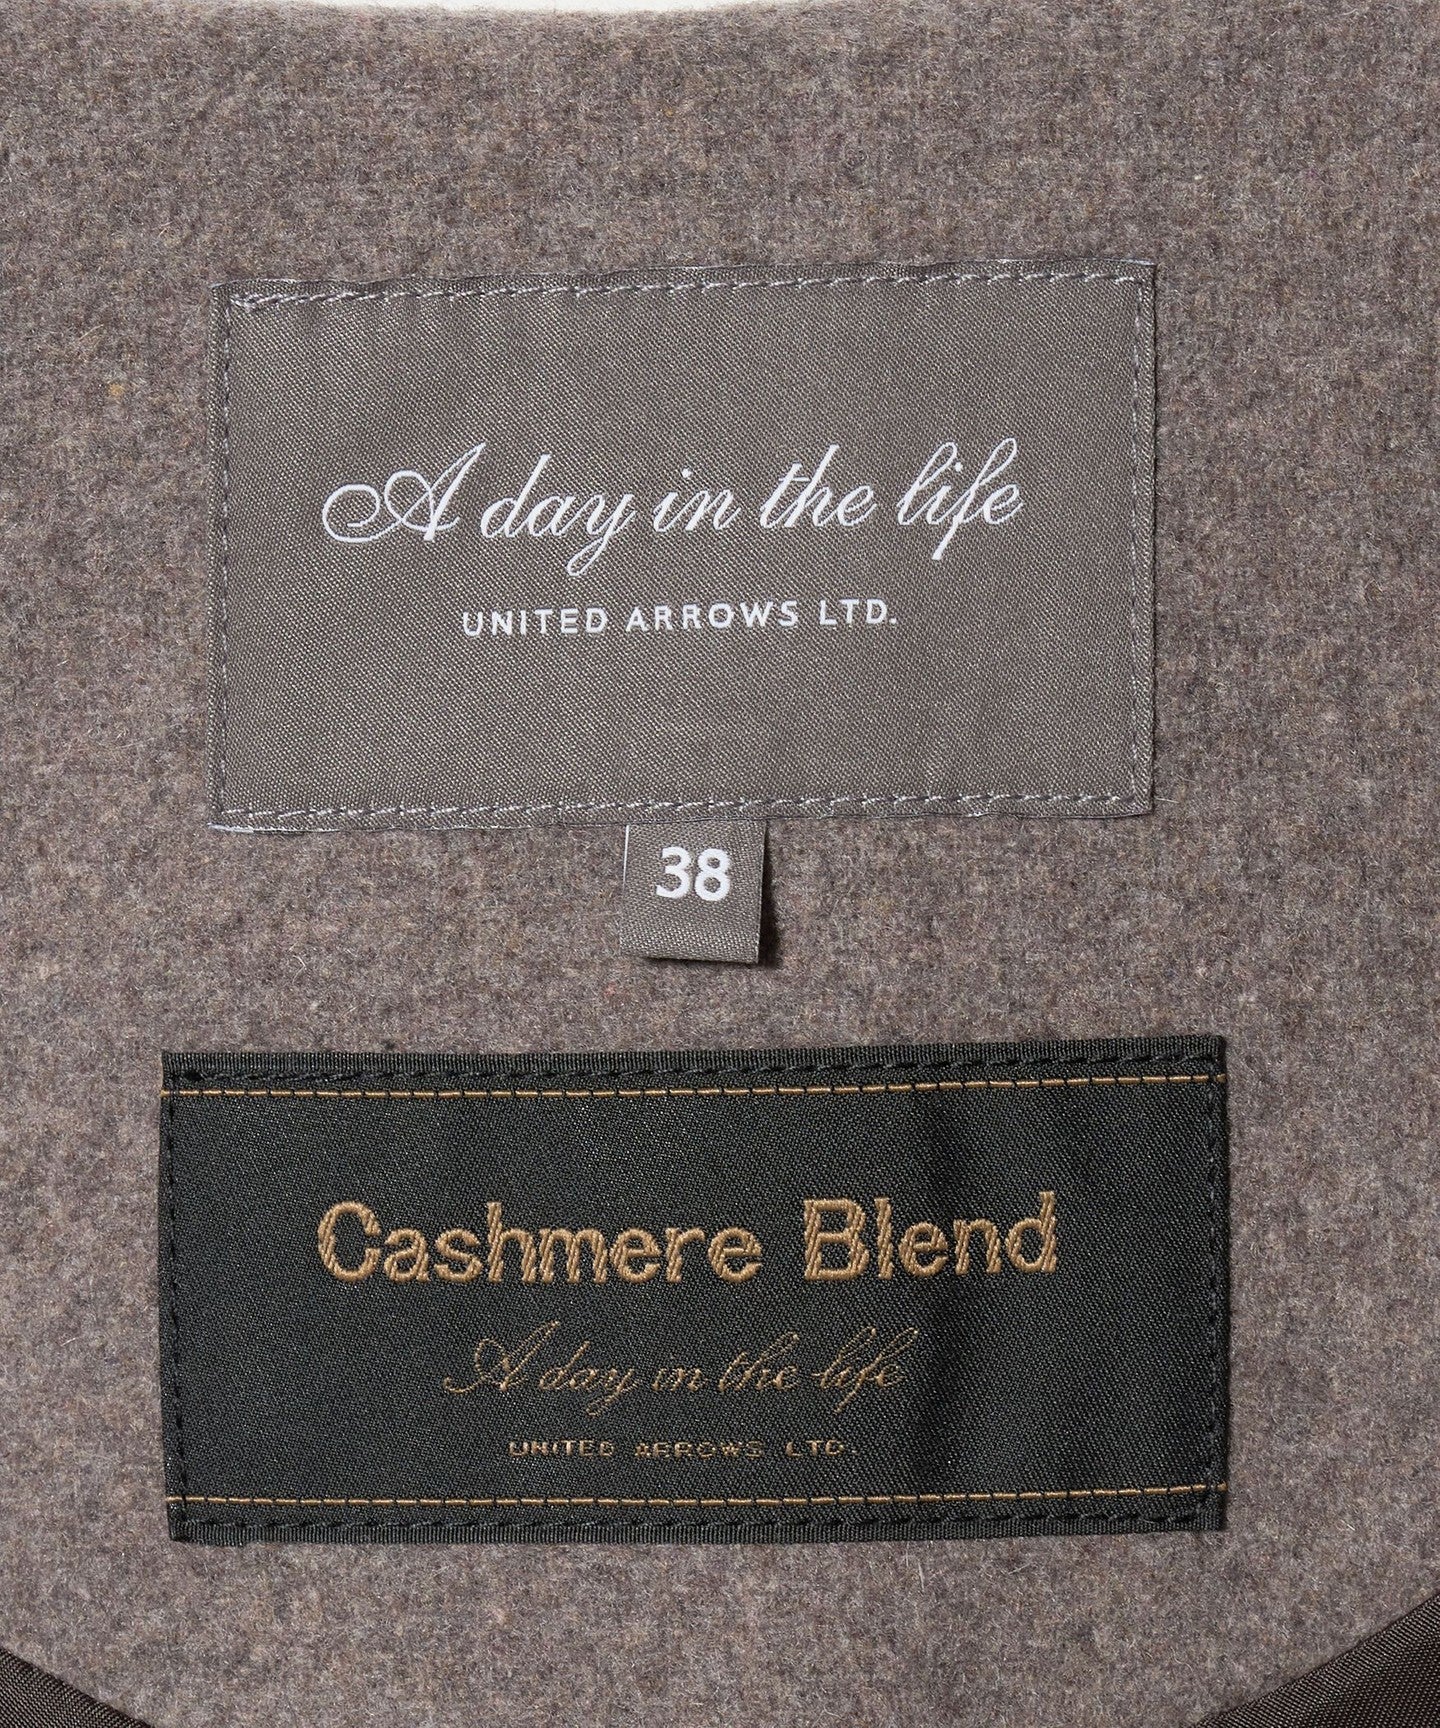 A day in the life
UNITED ARROWS LTD.
38
Cashmere Blend
A day in the life
UNITED ARROWS LTD.